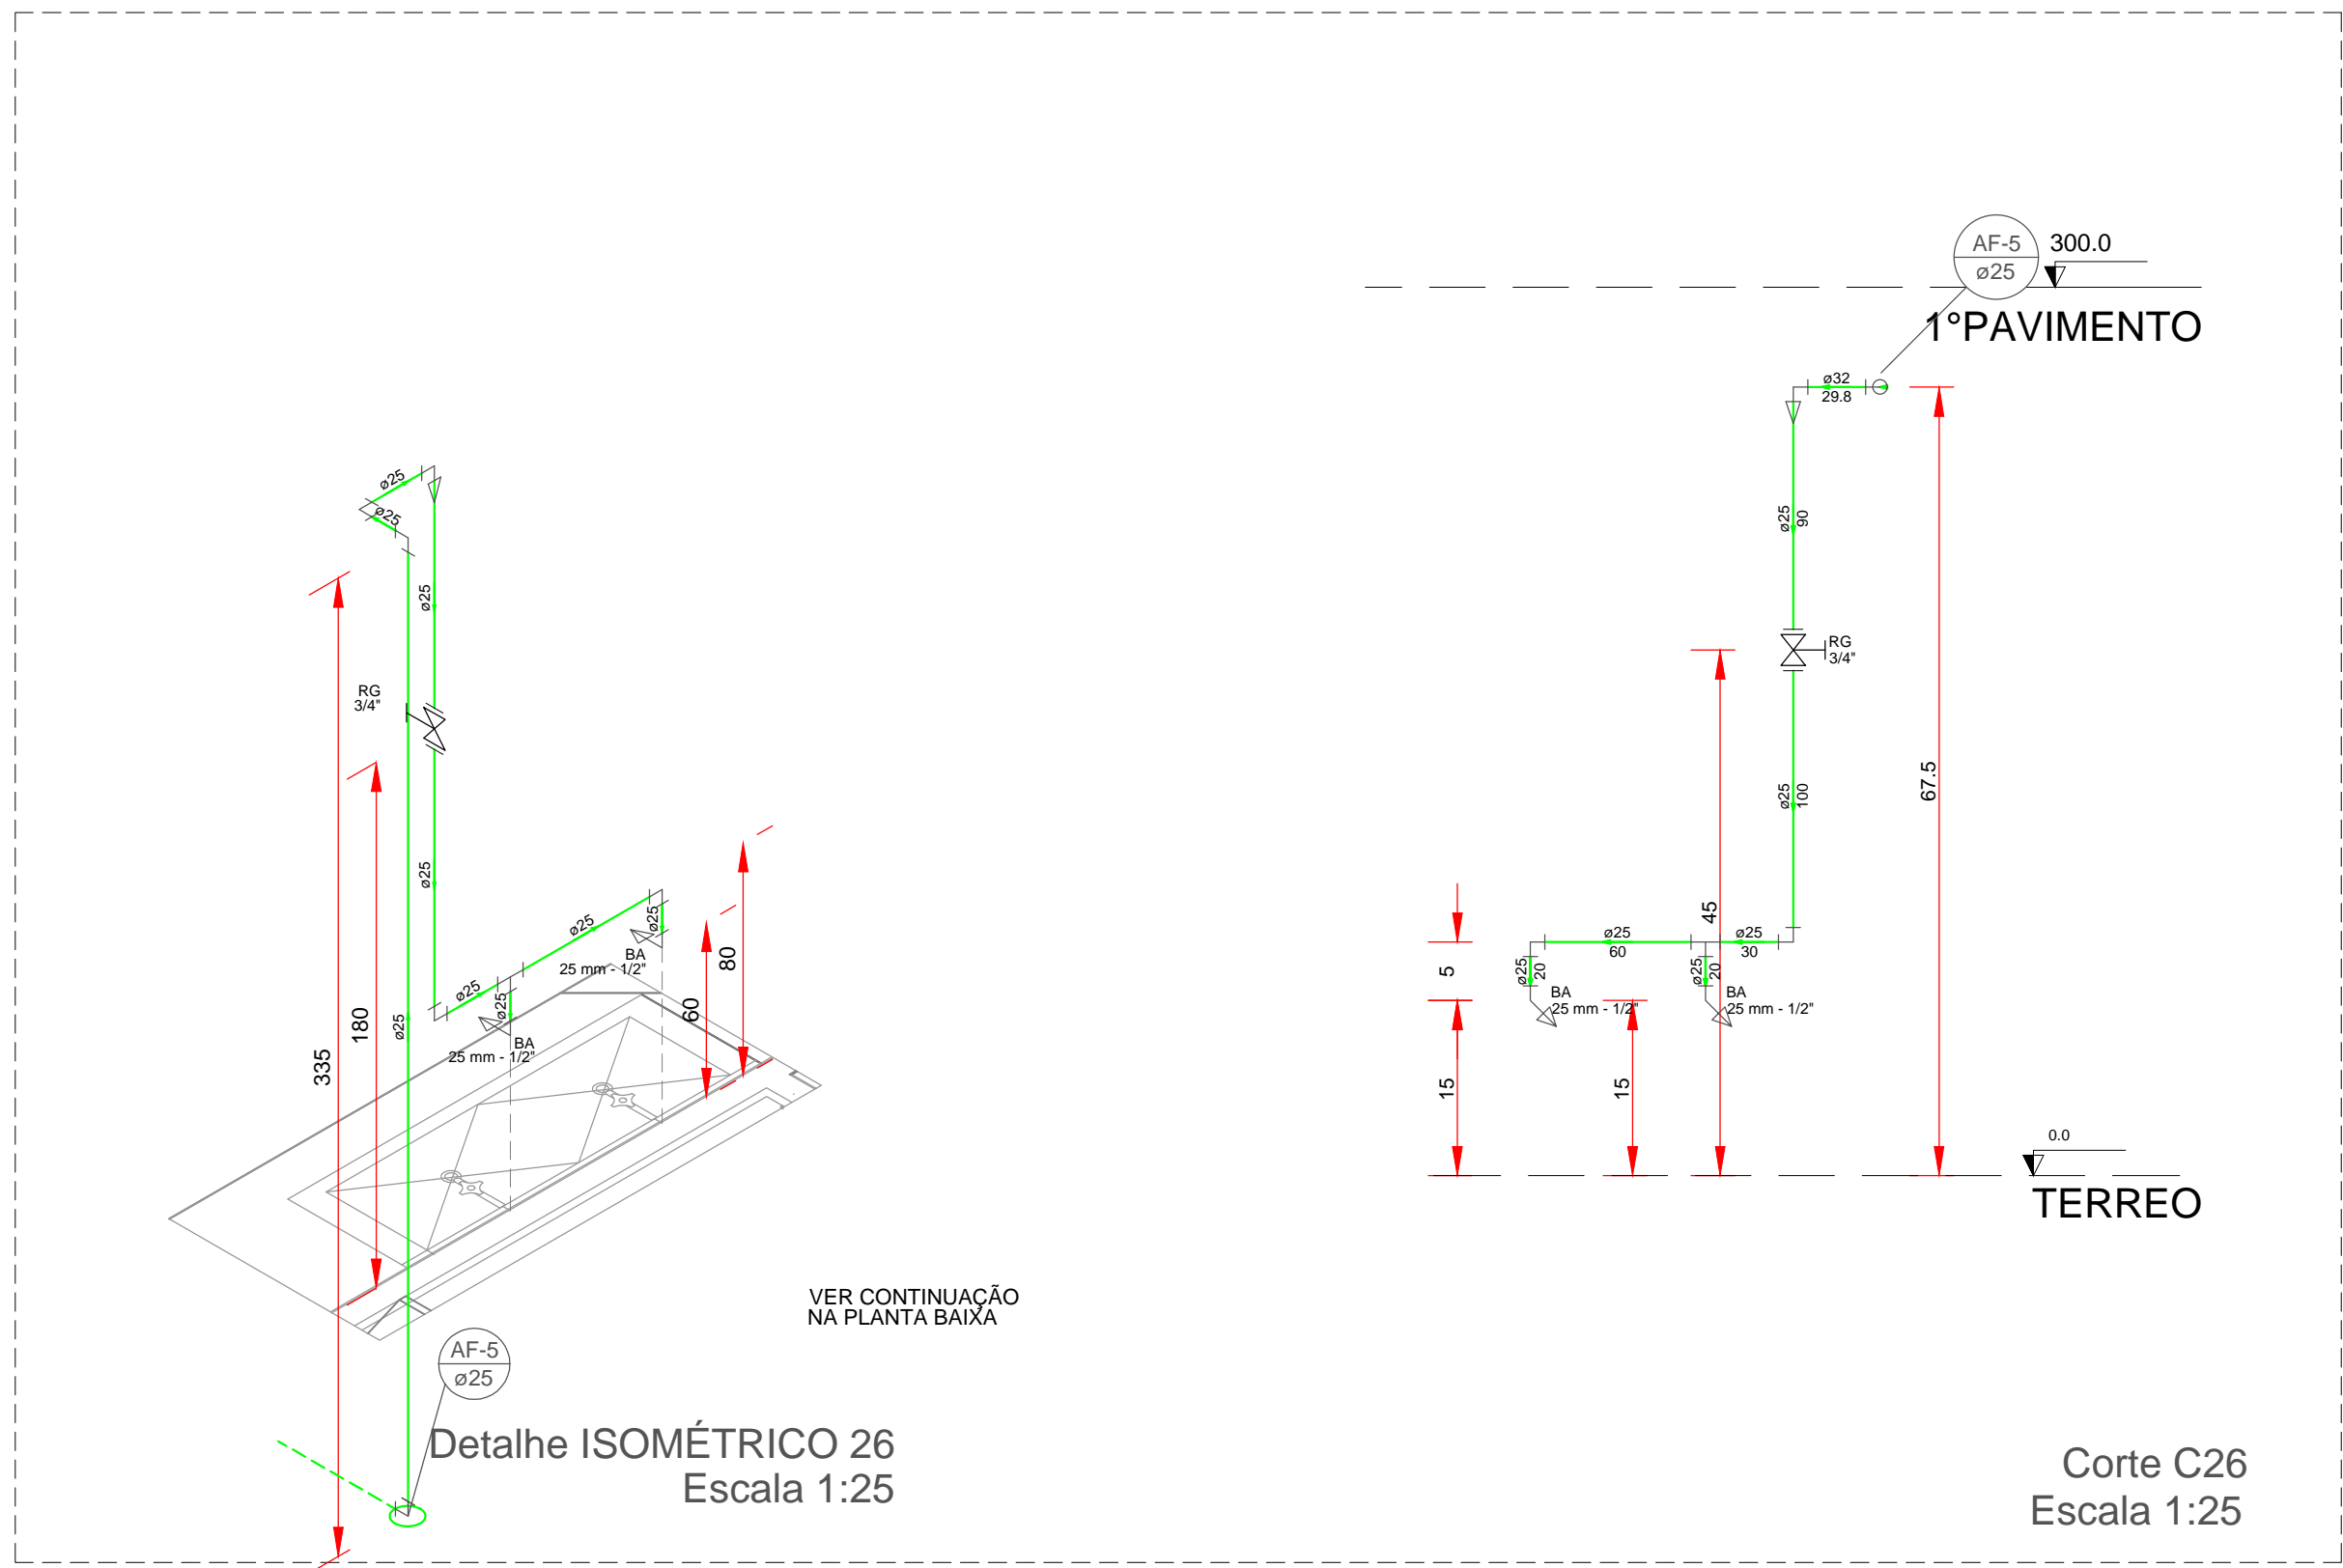 ø25
ø25
ø25
RG
3/4"
ø25
ø25
ø25
ø25
ø25
ø25
BA
25 mm - 1/2"
BA
25 mm - 1/2"
335
180
60
80
VER CONTINUAÇÃO
NA PLANTA BAIXA
AF-5
ø25
Detalhe ISOMÉTRICO 26
Escala 1:25
AF-5
ø25
300.0
1°PAVIMENTO
ø32
29.8
ø25
90
RG
3/4"
ø25
100
67.5
45
ø25
60
ø25
30
ø25
20
ø25
20
BA
25 mm - 1/2"
BA
25 mm - 1/2"
5
15
15
0.0
TERREO
Corte C26
Escala 1:25